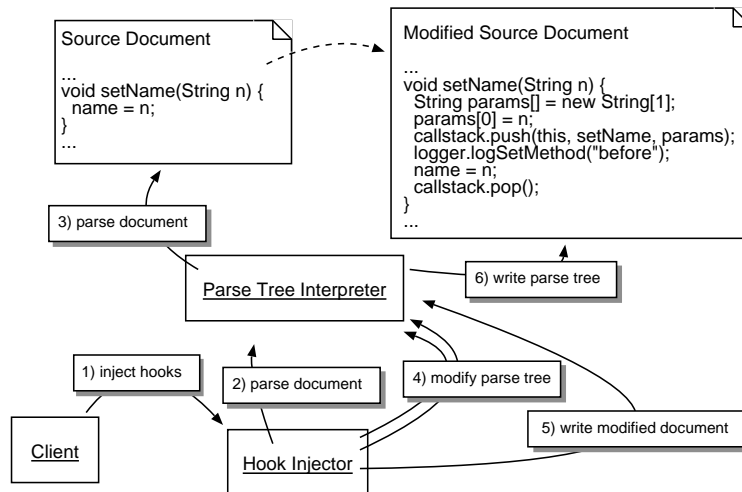 Source Document
...
void setName(String n) {
name = n;
}
...
Modified Source Document
...
void setName(String n) {
String params[] = new String[1];
params[0] = n;
callstack.push(this, setName, params);
logger.logSetMethod("before");
name = n;
callstack.pop();
}
...
3) parse document
Parse Tree Interpreter
6) write parse tree
1) inject hooks
2) parse document
4) modify parse tree
5) write modified document
Client
Hook Injector